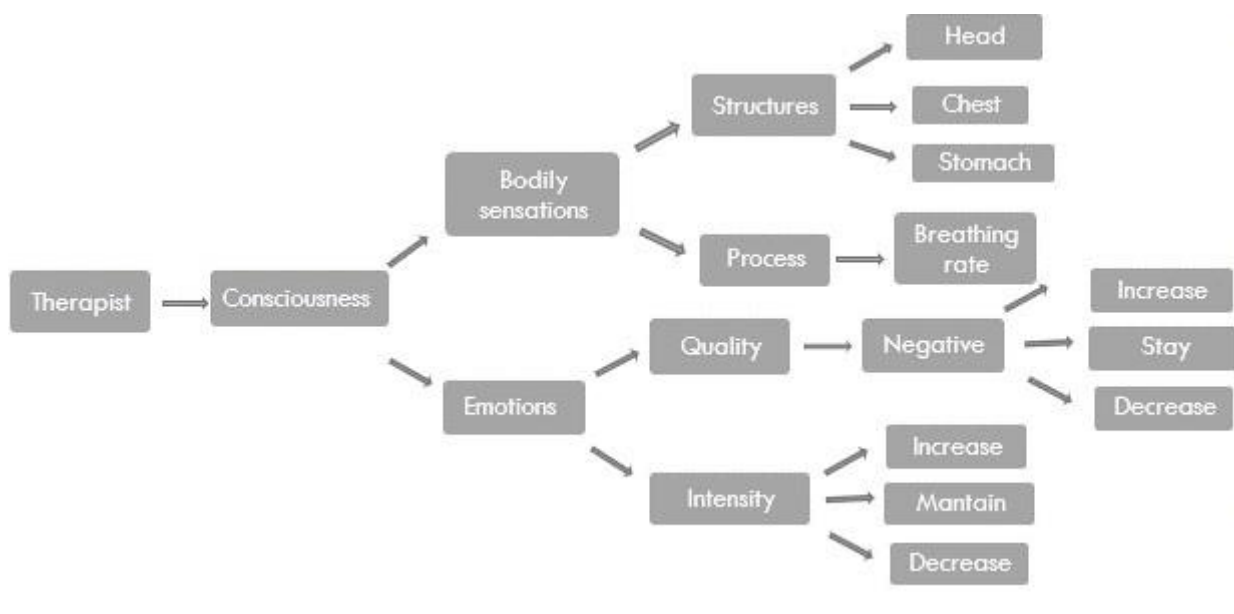 Head
Structures
Chest
Stomach
Bodily
sensations
Breathing
rate
Process
Therapist
Consciousness
Increase
Quality
Negative
Stay
Emotions
Decrease
Increase
Intensity
Mantain
Decrease